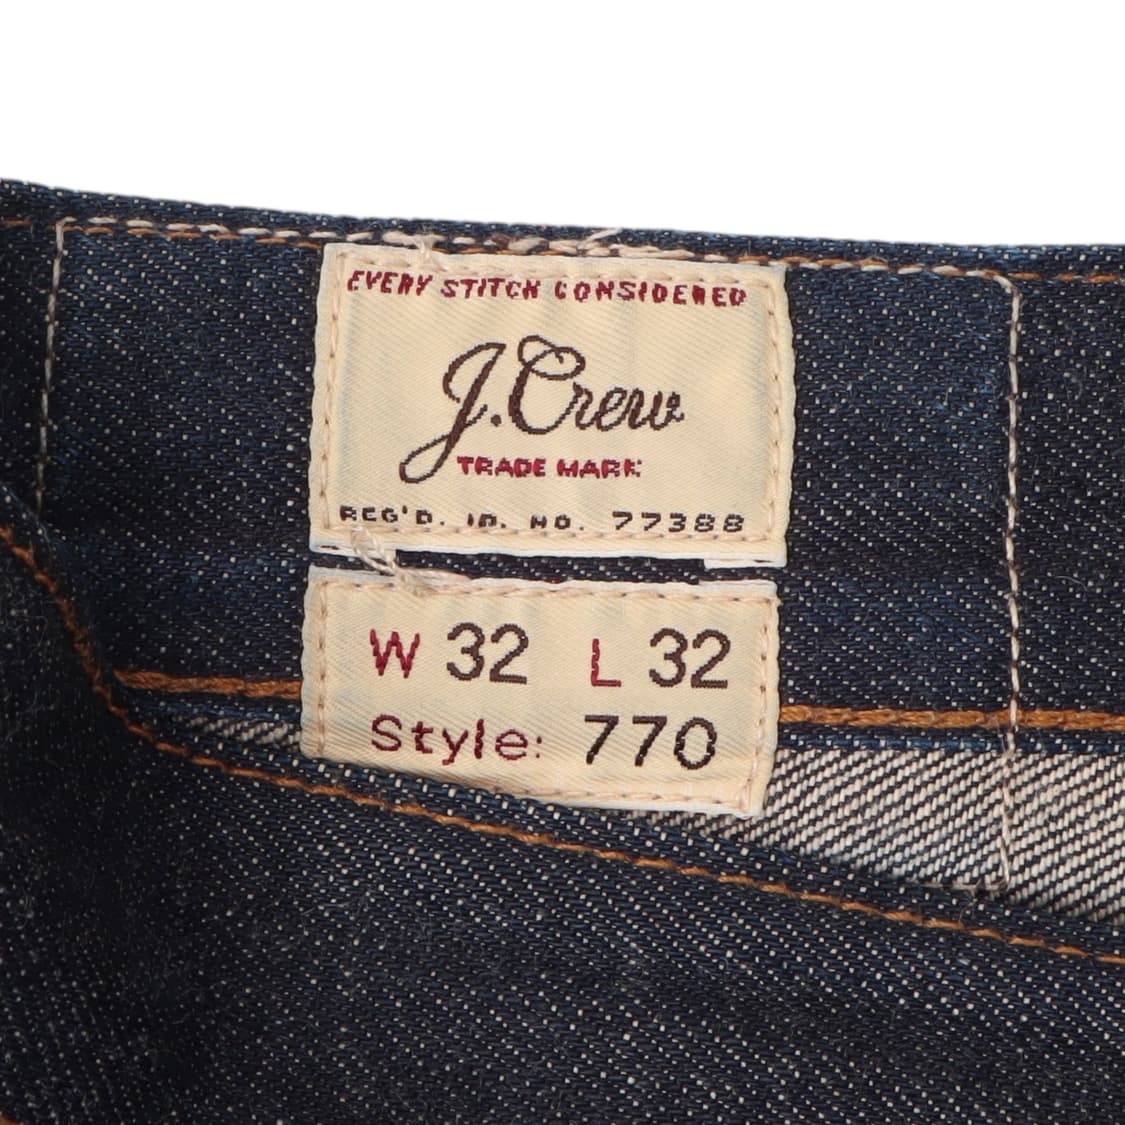 EVERY STITCH CONSIDERED
J.Crew
TRADE MARK
REG'D. ID. NO. 77388
W 32 L 32
Style: 770